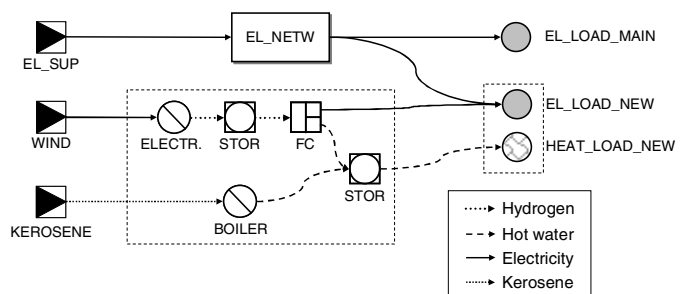 EL_NETW
EL_LOAD_MAIN
EL_SUP
EL_LOAD_NEW
WIND
ELECTR.
STOR
FC
HEAT_LOAD_NEW
STOR
KEROSENE
BOILER
Hydrogen
Hot water
Electricity
Kerosene